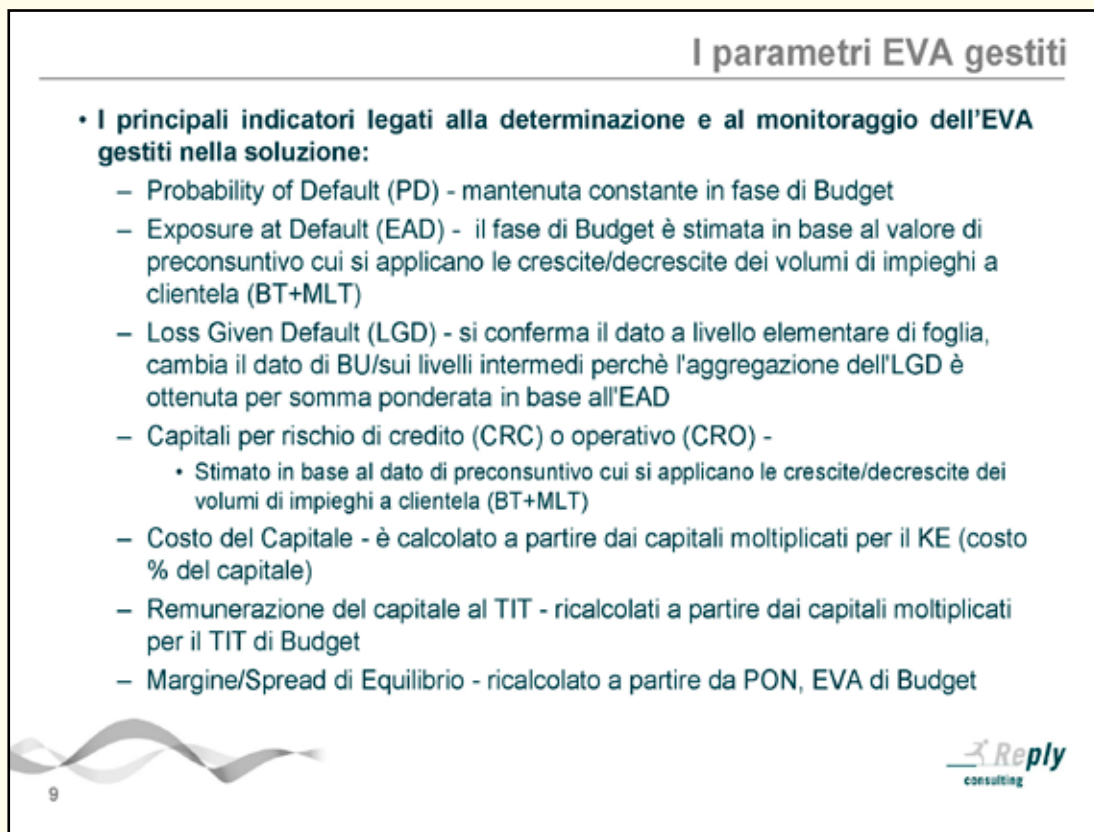 I parametri EVA gestiti
• I principali indicatori legati alla determinazione e al monitoraggio dell'EVA
gestiti nella soluzione:
– Probability of Default (PD) - mantenuta constante in fase di Budget
– Exposure at Default (EAD) - il fase di Budget è stimata in base al valore di
preconsuntivo cui si applicano le crescite/decrescite dei volumi di impieghi a
clientela (BT+MLT)
– Loss Given Default (LGD) - si conferma il dato a livello elementare di foglia,
cambia il dato di BU/sui livelli intermedi perchè l'aggregazione dell'LGD è
ottenuta per somma ponderata in base all'EAD
– Capitali per rischio di credito (CRC) o operativo (CRO) -
• Stimato in base al dato di preconsuntivo cui si applicano le crescite/decrescite dei
volumi di impieghi a clientela (BT+MLT)
– Costo del Capitale - è calcolato a partire dai capitali moltiplicati per il KE (costo
% del capitale)
– Remunerazione del capitale al TIT - ricalcolati a partire dai capitali moltiplicati
per il TIT di Budget
– Margine/Spread di Equilibrio - ricalcolato a partire da PON, EVA di Budget
Reply
consulting
9